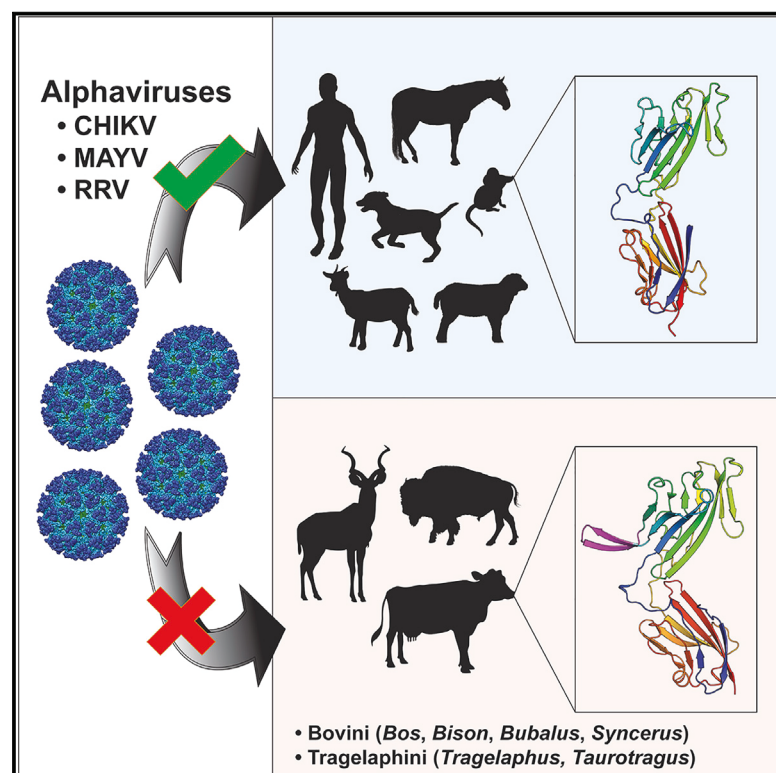 Alphaviruses
• CHIKV
• MAYV
• RRV
• Bovini (Bos, Bison, Bubalus, Syncerus)
• Tragelaphini (Tragelaphus, Taurotragus)